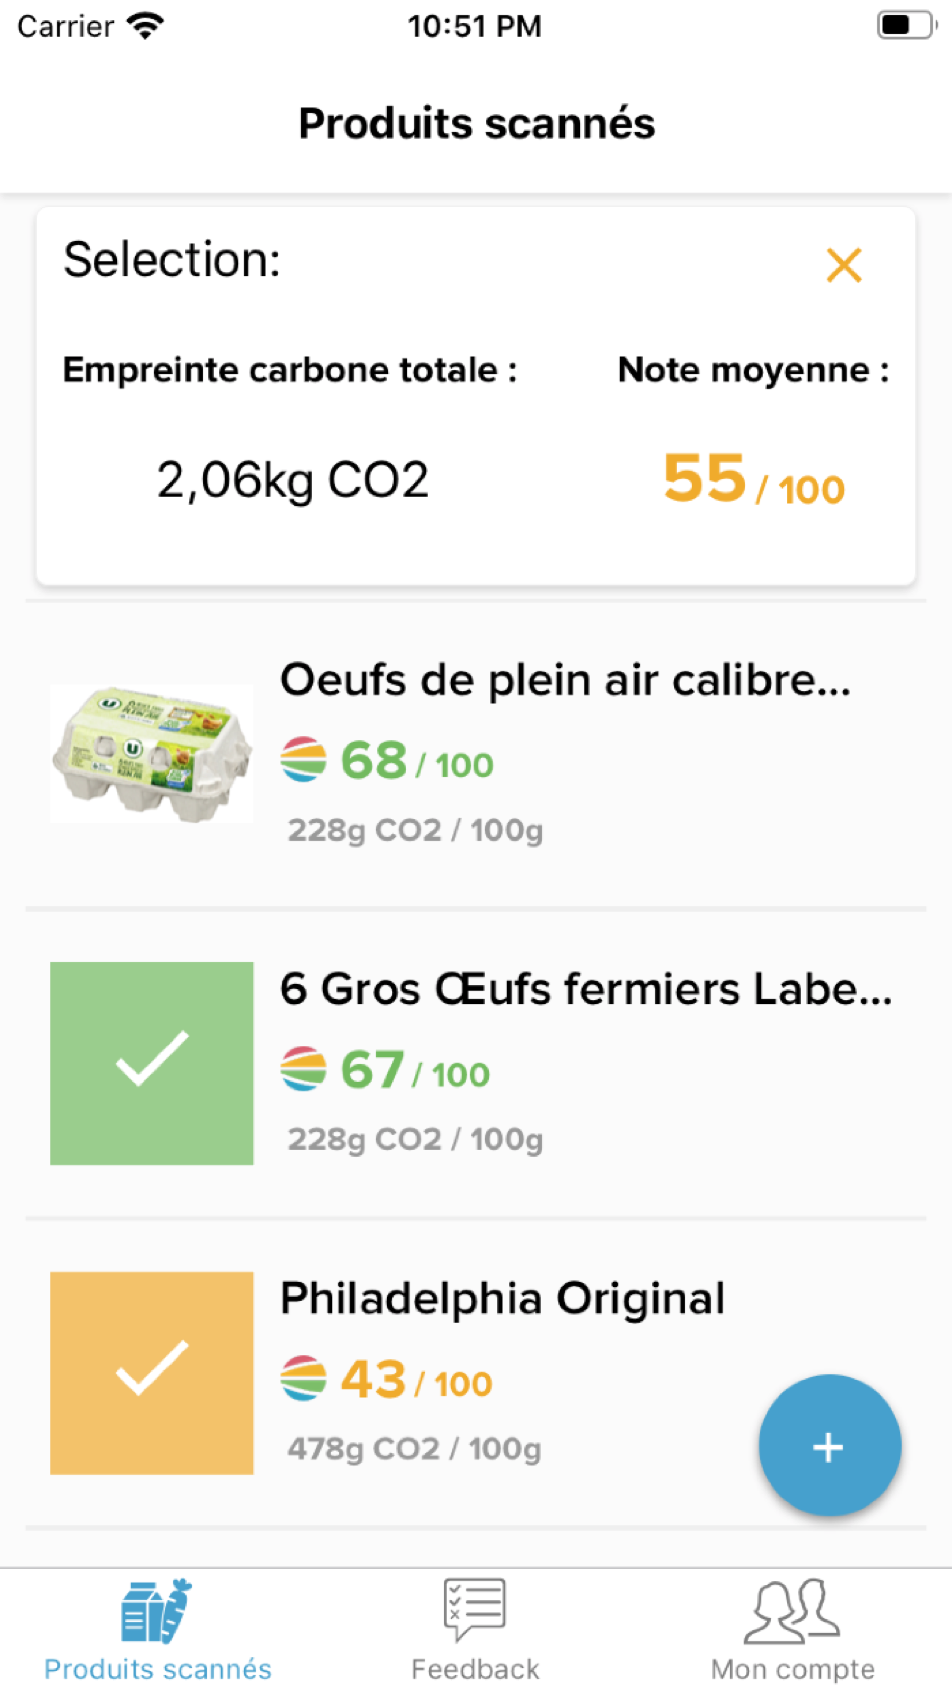 Carrier 10:51 PM
Produits scannés
Selection:
Empreinte carbone totale : Note moyenne :
2,06kg CO2 55 / 100
Oeufs de plein air calibre...
68 / 100
228g CO2 / 100g
6 Gros Œufs fermiers Labe...
67 / 100
228g CO2 / 100g
Philadelphia Original
43 / 100
478g CO2 / 100g
+
Produits scannés Feedback Mon compte